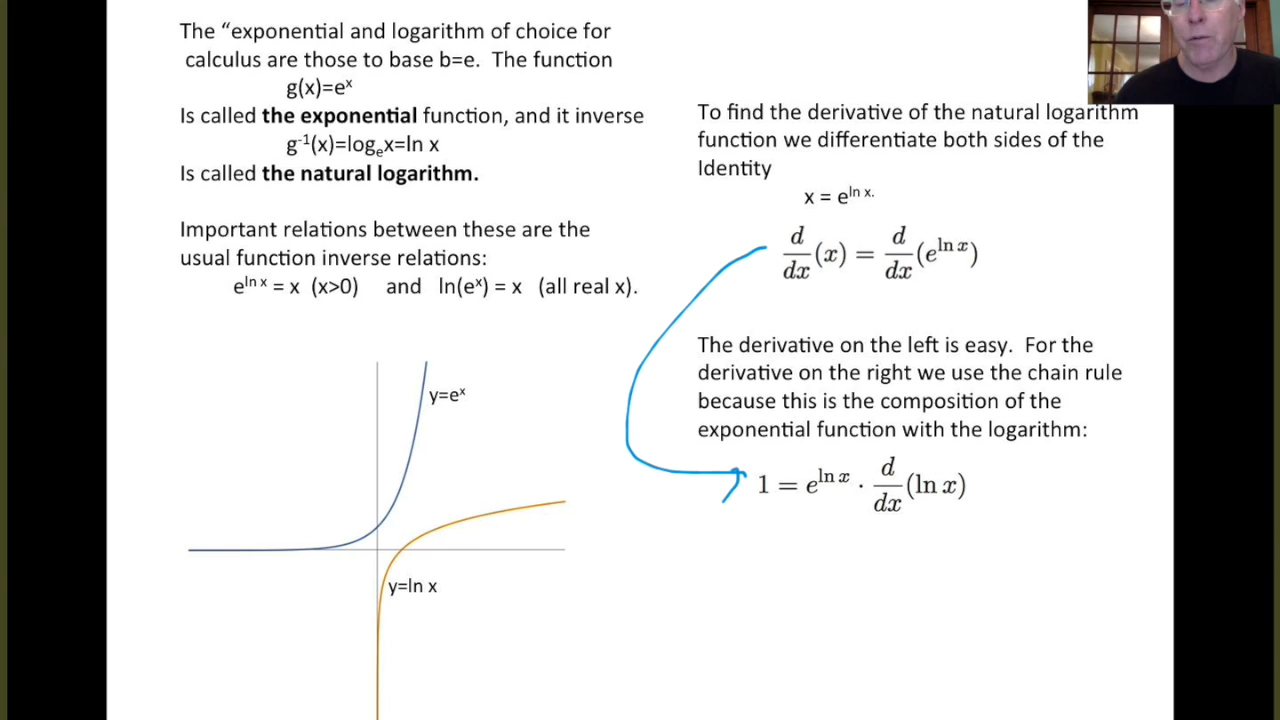 The “exponential and logarithm of choice for
calculus are those to base b=e. The function
g(x)=eˣ
Is called the exponential function, and it inverse
g⁻¹(x)=logₑx=ln x
Is called the natural logarithm.
Important relations between these are the
usual function inverse relations:
e^{ln x} = x (x>0) and ln(eˣ) = x (all real x).
y=eˣ
y=ln x
To find the derivative of the natural logarithm
function we differentiate both sides of the
Identity
x = e^{ln x.}
\frac{d}{dx}(x) = \frac{d}{dx}(e^{ln x})
The derivative on the left is easy. For the
derivative on the right we use the chain rule
because this is the composition of the
exponential function with the logarithm:
1 = e^{ln x} · \frac{d}{dx}(ln x)